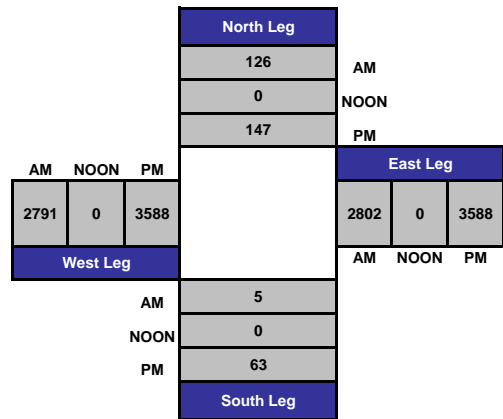 North Leg
126
AM
0
NOON
147
PM
AM NOON PM
East Leg
2791 0 3588
2802 0 3588
West Leg
AM NOON PM
AM
5
NOON
0
PM
63
South Leg